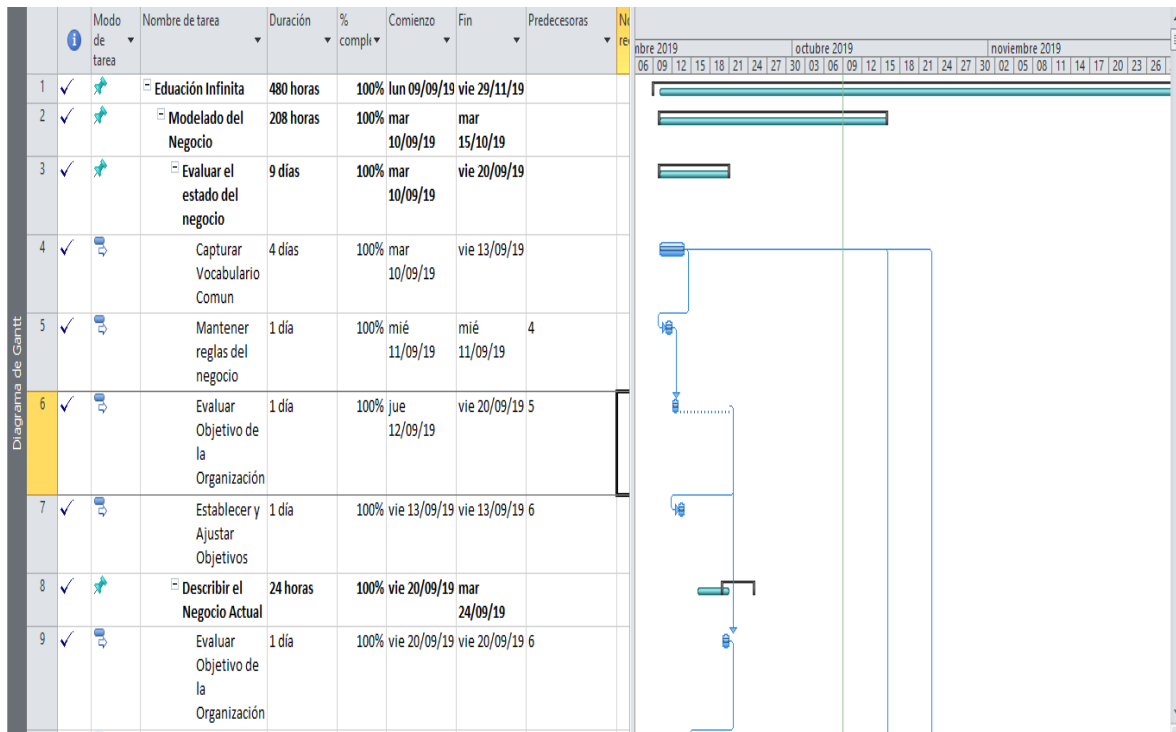 Modo de tarea Nombre de tarea Duración % comple Comienzo Fin Predecesoras
mbre 2019 octubre 2019 noviembre 2019
06 09 12 15 18 21 24 27 30 03 06 09 12 15 18 21 24 27 30 02 05 08 11 14 17 20 23 26
Diagrama de Gantt
1 Eduación Infinita 480 horas 100% lun 09/09/19 vie 29/11/19
2 Modelado del 208 horas 100% mar mar
Negocio 10/09/19 15/10/19
3 Evaluar el 9 días 100% mar vie 20/09/19
estado del 10/09/19
negocio
4 Capturar 4 días 100% mar vie 13/09/19
Vocabulario 10/09/19
Comun
5 Mantener 1 día 100% mié mié 4
reglas del 11/09/19 11/09/19
negocio
6 Evaluar 1 día 100% jue vie 20/09/19 5
Objetivo de 12/09/19
la
Organización
7 Establecer y 1 día 100% vie 13/09/19 vie 13/09/19 6
Ajustar
Objetivos
8 Describir el 24 horas 100% vie 20/09/19 mar
Negocio Actual 24/09/19
9 Evaluar 1 día 100% vie 20/09/19 vie 20/09/19 6
Objetivo de
la
Organización